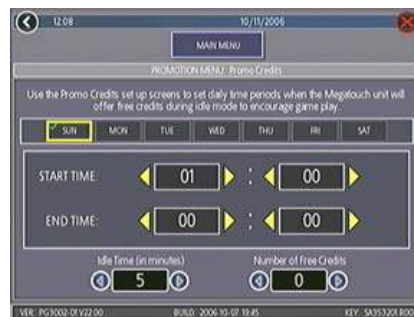 12:08 10/11/2006
MAIN MENU
PROMOTION MENU: Promo Credits
Use the Promo Credits set up screens to set daily time periods when the Megatouch unit will
offer free credits during idle mode to encourage game play.
SUN MON TUE WED THU FRI SAT
START TIME: 01 : 00
END TIME: 00 : 00
Idle Time (in minutes) Number of Free Credits
5 0
VER: PG3002-01 V22.00 BUILD: 2006-10-07 19:45 KEY: SA353201 R00